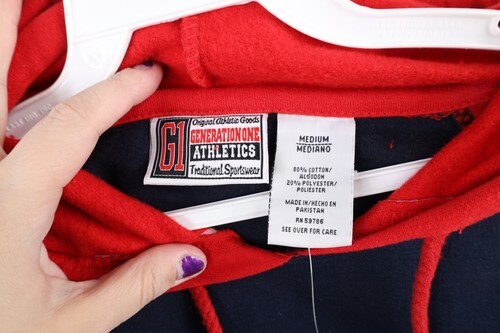 Original Athletic Goods
G1
GENERATION ONE
ATHLETICS
Traditional Sportswear
MEDIUM
MEDIANO
80% COTTON/
ALGODON
20% POLYESTER/
POLIESTER
MADE IN/HECHO EN
PAKISTAN
RN 59786
SEE OVER FOR CARE